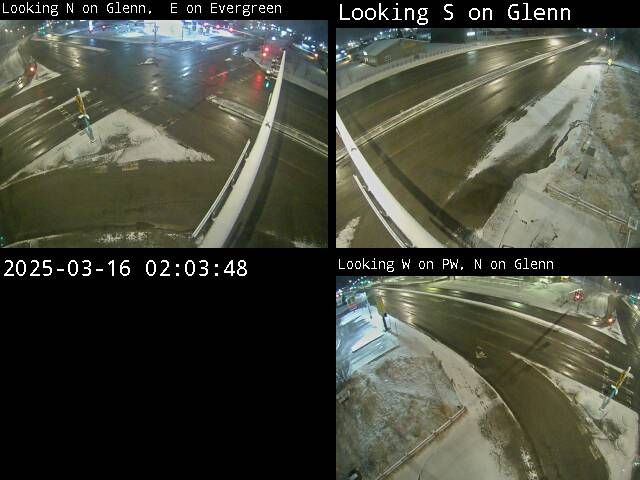 Looking N on Glenn,  E on Evergreen
Looking S on Glenn
2025-03-16 02:03:48
Looking W on PW, N on Glenn